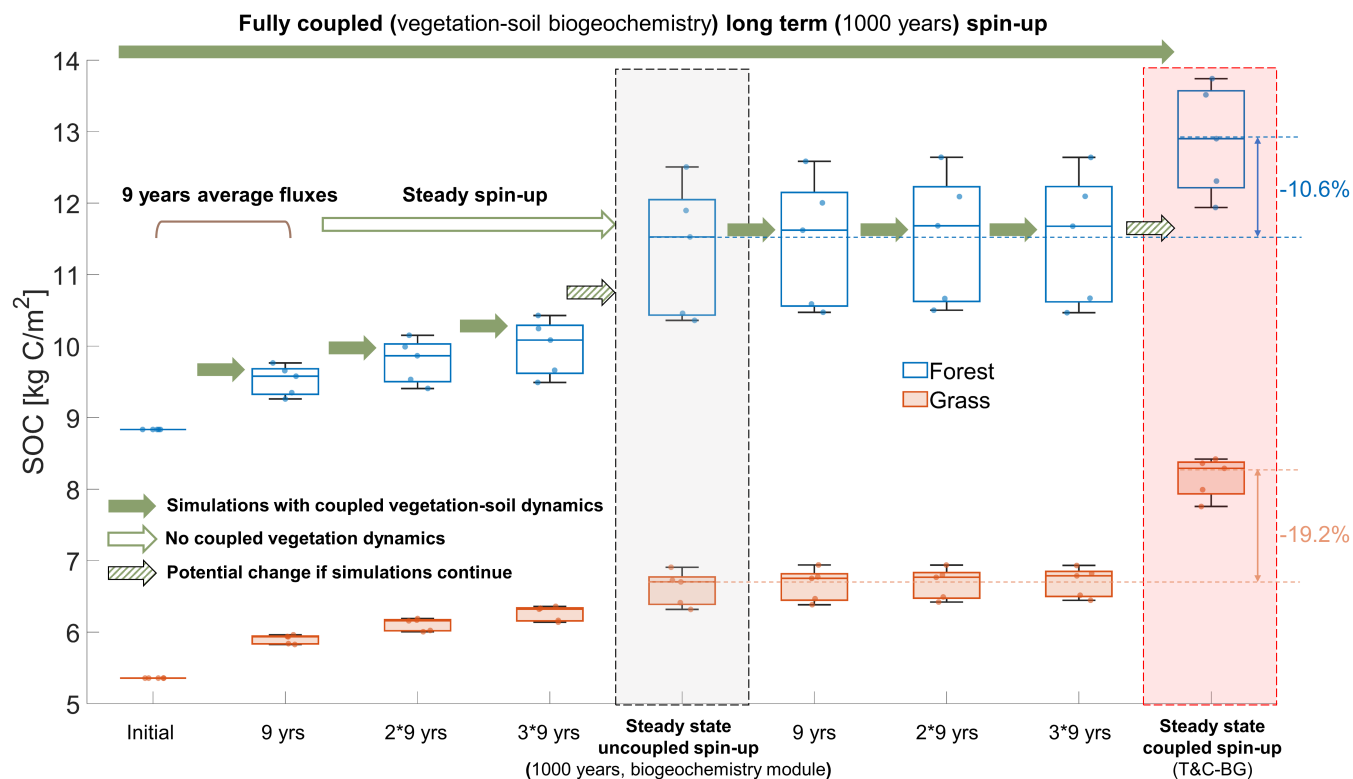 Fully coupled (vegetation-soil biogeochemistry) long term (1000 years) spin-up
SOC [kg C/m²]
14
13
12
11
10
9
8
7
6
5
9 years average fluxes
Steady spin-up
-10.6%
-19.2%
Forest
Grass
Simulations with coupled vegetation-soil dynamics
No coupled vegetation dynamics
Potential change if simulations continue
Initial
9 yrs
2*9 yrs
3*9 yrs
Steady state
uncoupled spin-up
(1000 years, biogeochemistry module)
9 yrs
2*9 yrs
3*9 yrs
Steady state
coupled spin-up
(T&C-BG)